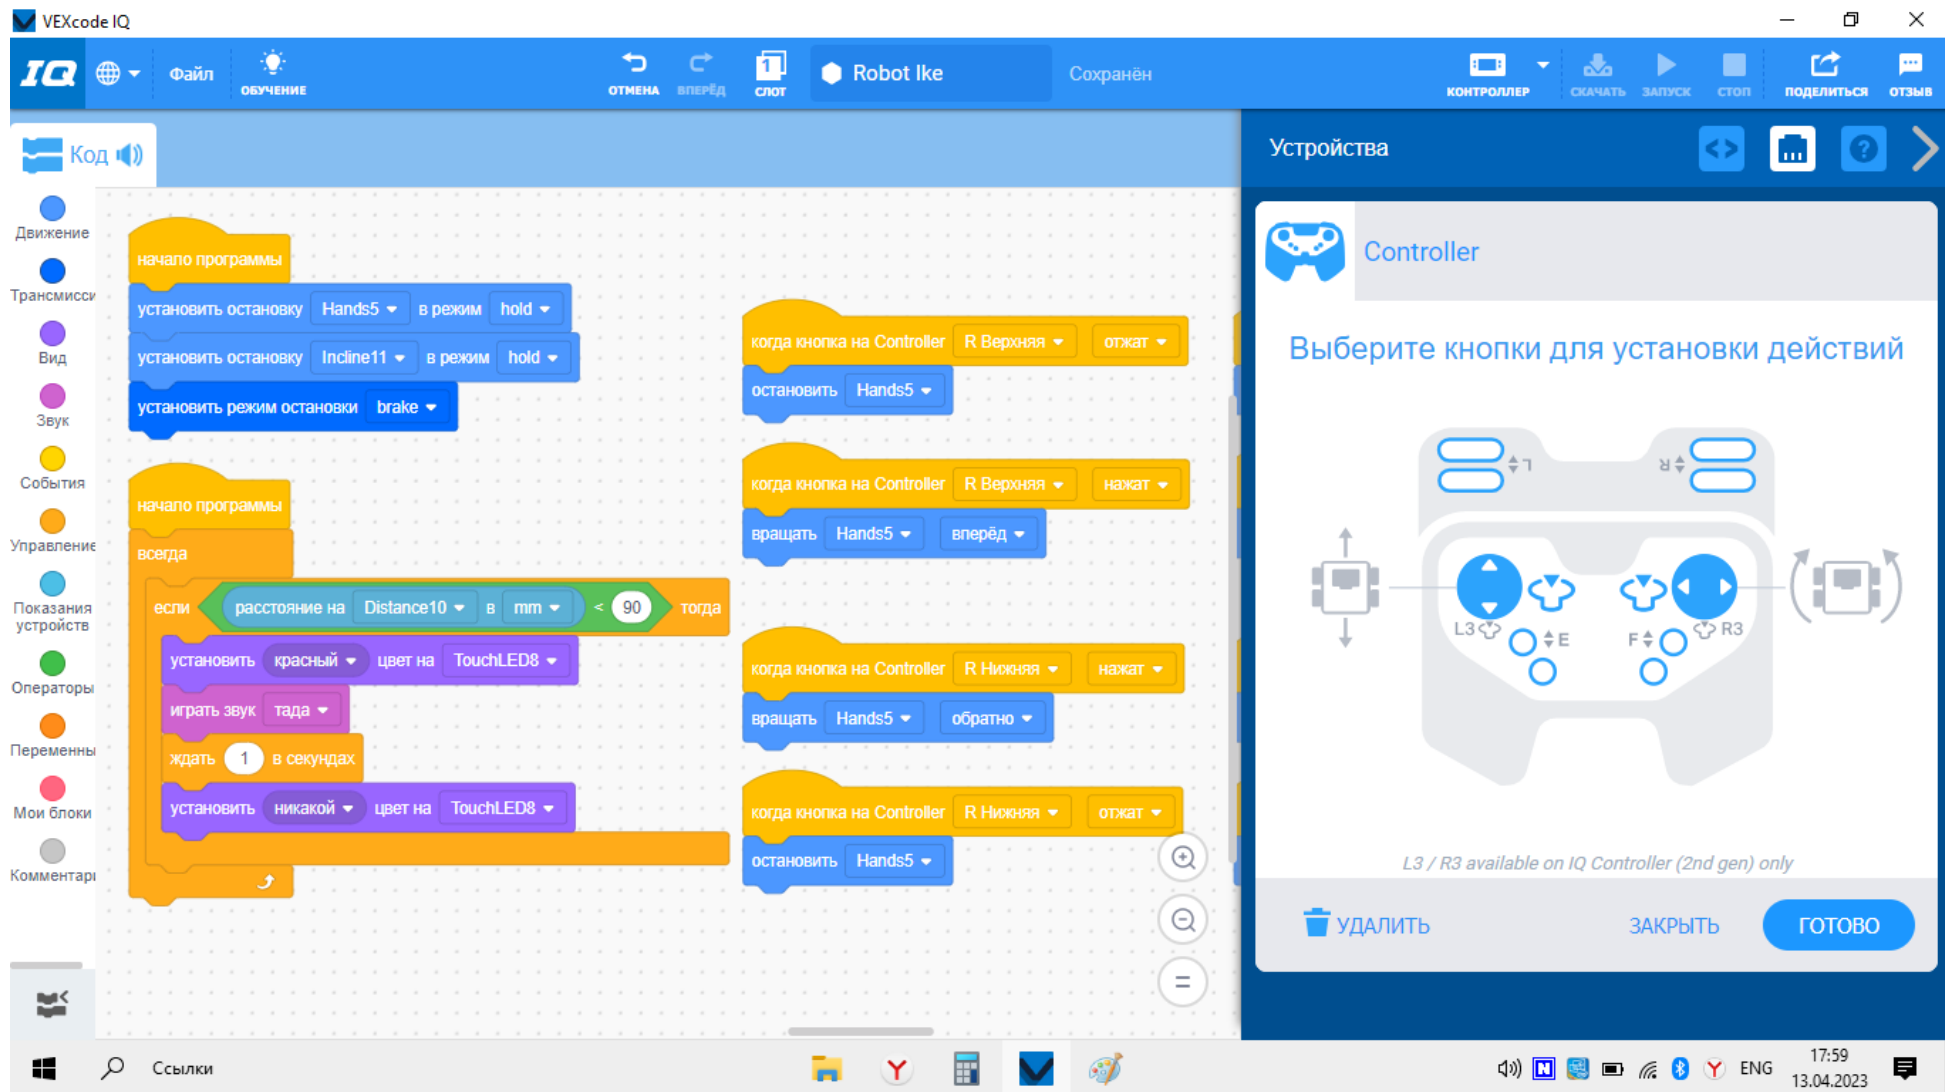 VEXcode IQ
IQ
Файл
ОБУЧЕНИЕ
ОТМЕНА
ВПЕРЁД
1
СЛОТ
Robot Ike
Сохранён
КОНТРОЛЛЕР
СКАЧАТЬ
ЗАПУСК
СТОП
ПОДЕЛИТЬСЯ
ОТЗЫВ
Код
Движение
Трансмисси
Вид
Звук
События
Управление
Показания
устройств
Операторы
Переменны
Мои блоки
Комментар
начало программы
установить остановку Hands5 в режим hold
установить остановку Incline11 в режим hold
установить режим остановки brake
начало программы
всегда
если расстояние на Distance10 в mm < 90 тогда
установить красный цвет на TouchLED8
играть звук тада
ждать 1 в секундах
установить никакой цвет на TouchLED8
когда кнопка на Controller R Верхняя отжат
остановить Hands5
когда кнопка на Controller R Верхняя нажат
вращать Hands5 вперёд
когда кнопка на Controller R Нижняя нажат
вращать Hands5 обратно
когда кнопка на Controller R Нижняя отжат
остановить Hands5
Устройства
Controller
Выберите кнопки для установки действий
L
R
L3
E
F
R3
L3 / R3 available on IQ Controller (2nd gen) only
УДАЛИТЬ
ЗАКРЫТЬ
ГОТОВО
Ссылки
ENG
17:59
13.04.2023